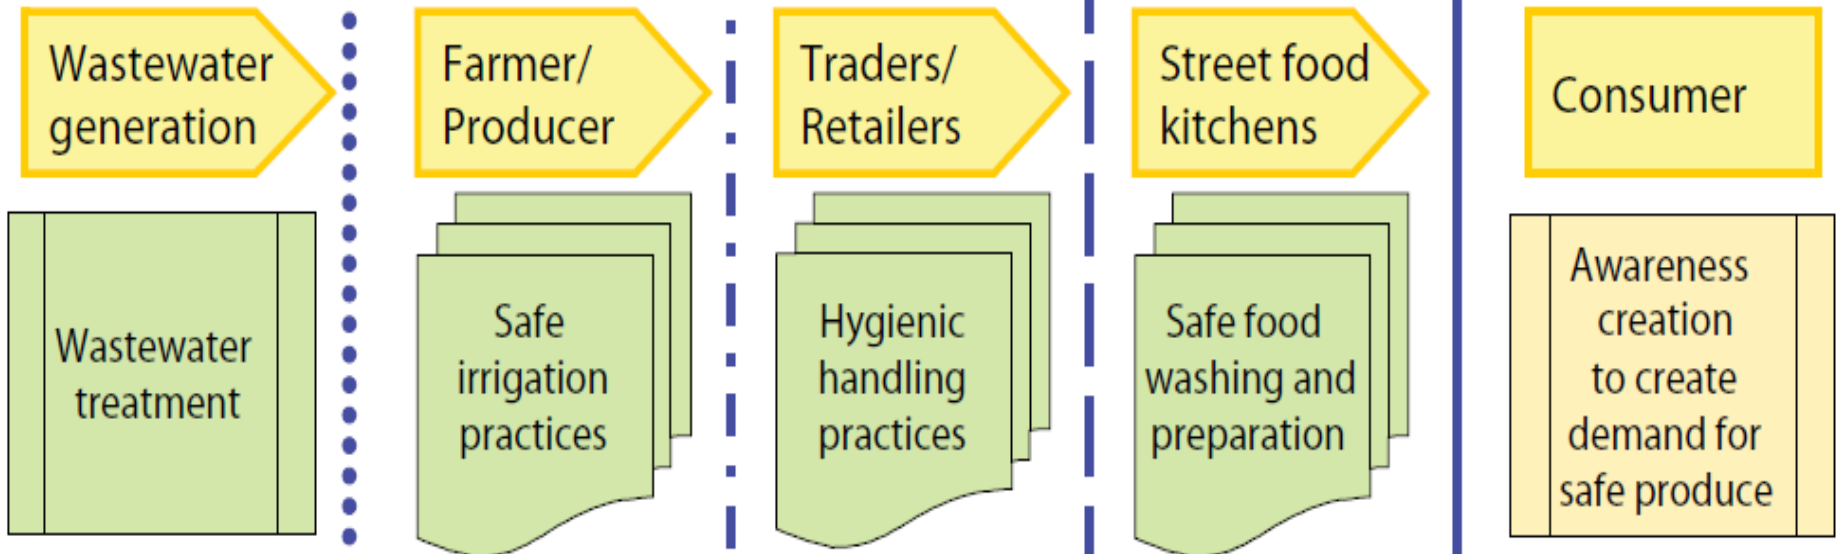 Wastewater
generation
Farmer/
Producer
Traders/
Retailers
Street food
kitchens
Consumer
Wastewater
treatment
Safe
irrigation
practices
Hygienic
handling
practices
Safe food
washing and
preparation
Awareness
creation
to create
demand for
safe produce